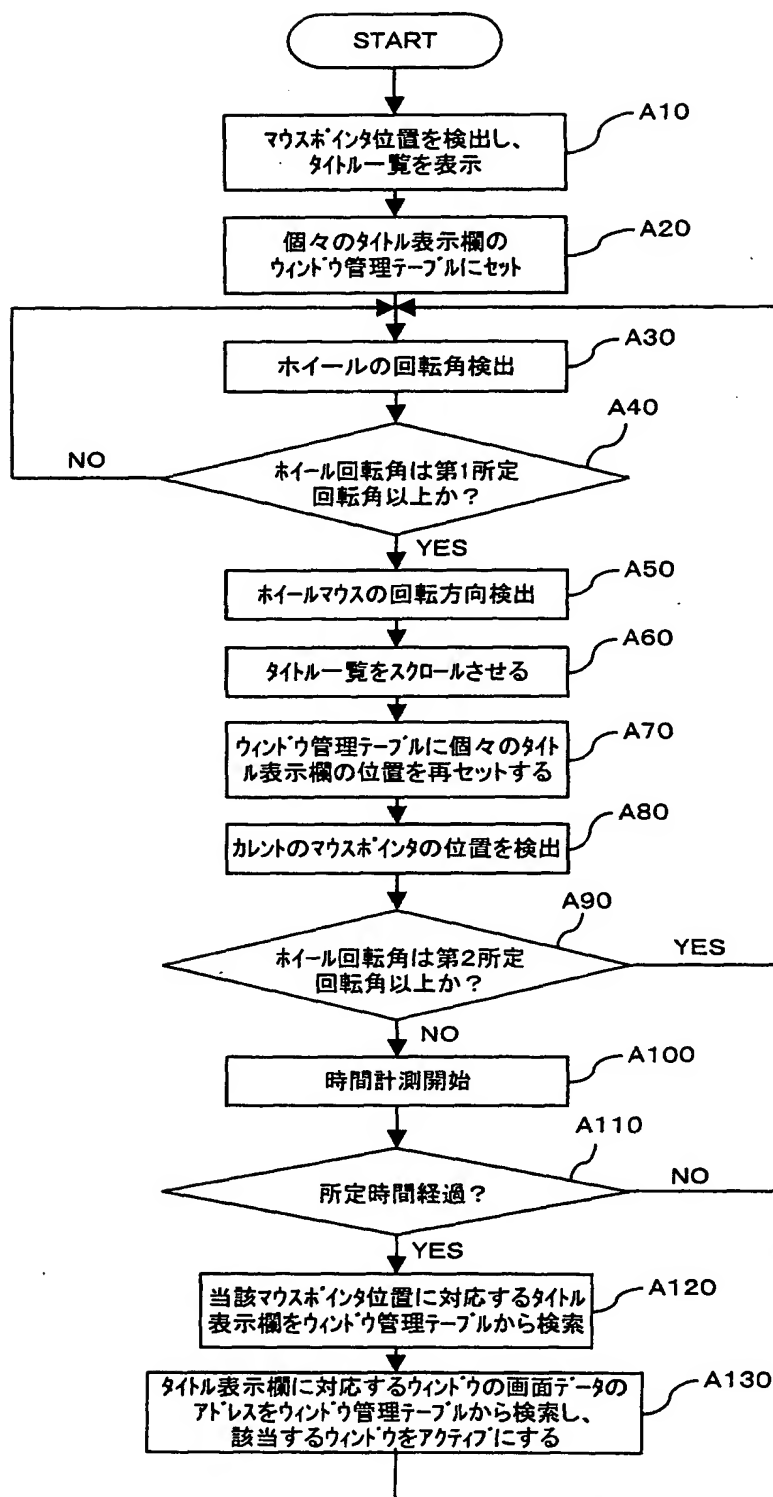 START
A10
マウスポインタ位置を検出し、
タイトル一覧を表示
A20
個々のタイトル表示欄の
ウィンドウ管理テーブルにセット
A30
ホイールの回転角検出
A40
NO
ホイール回転角は第1所定
回転角以上か？
YES
A50
ホイールマウスの回転方向検出
A60
タイトル一覧をスクロールさせる
A70
ウィンドウ管理テーブルに個々のタイト
ル表示欄の位置を再セットする
A80
カレントのマウスポインタの位置を検出
A90
ホイール回転角は第2所定
回転角以上か？
YES
NO
A100
時間計測開始
A110
所定時間経過？
NO
YES
A120
当該マウスポインタ位置に対応するタイトル
表示欄をウィンドウ管理テーブルから検索
A130
タイトル表示欄に対応するウィンドウの画面データの
アドレスをウィンドウ管理テーブルから検索し、
該当するウィンドウをアクティブにする